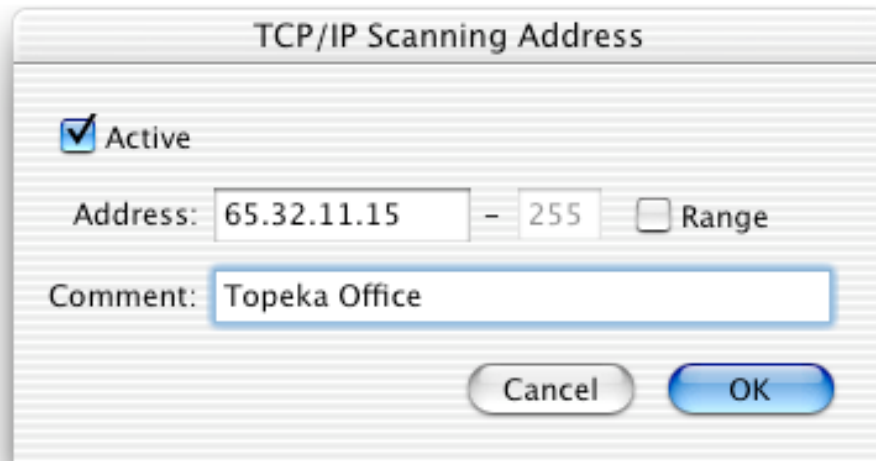 TCP/IP Scanning Address
Active
Address: 65.32.11.15 - 255 Range
Comment: Topeka Office
Cancel OK